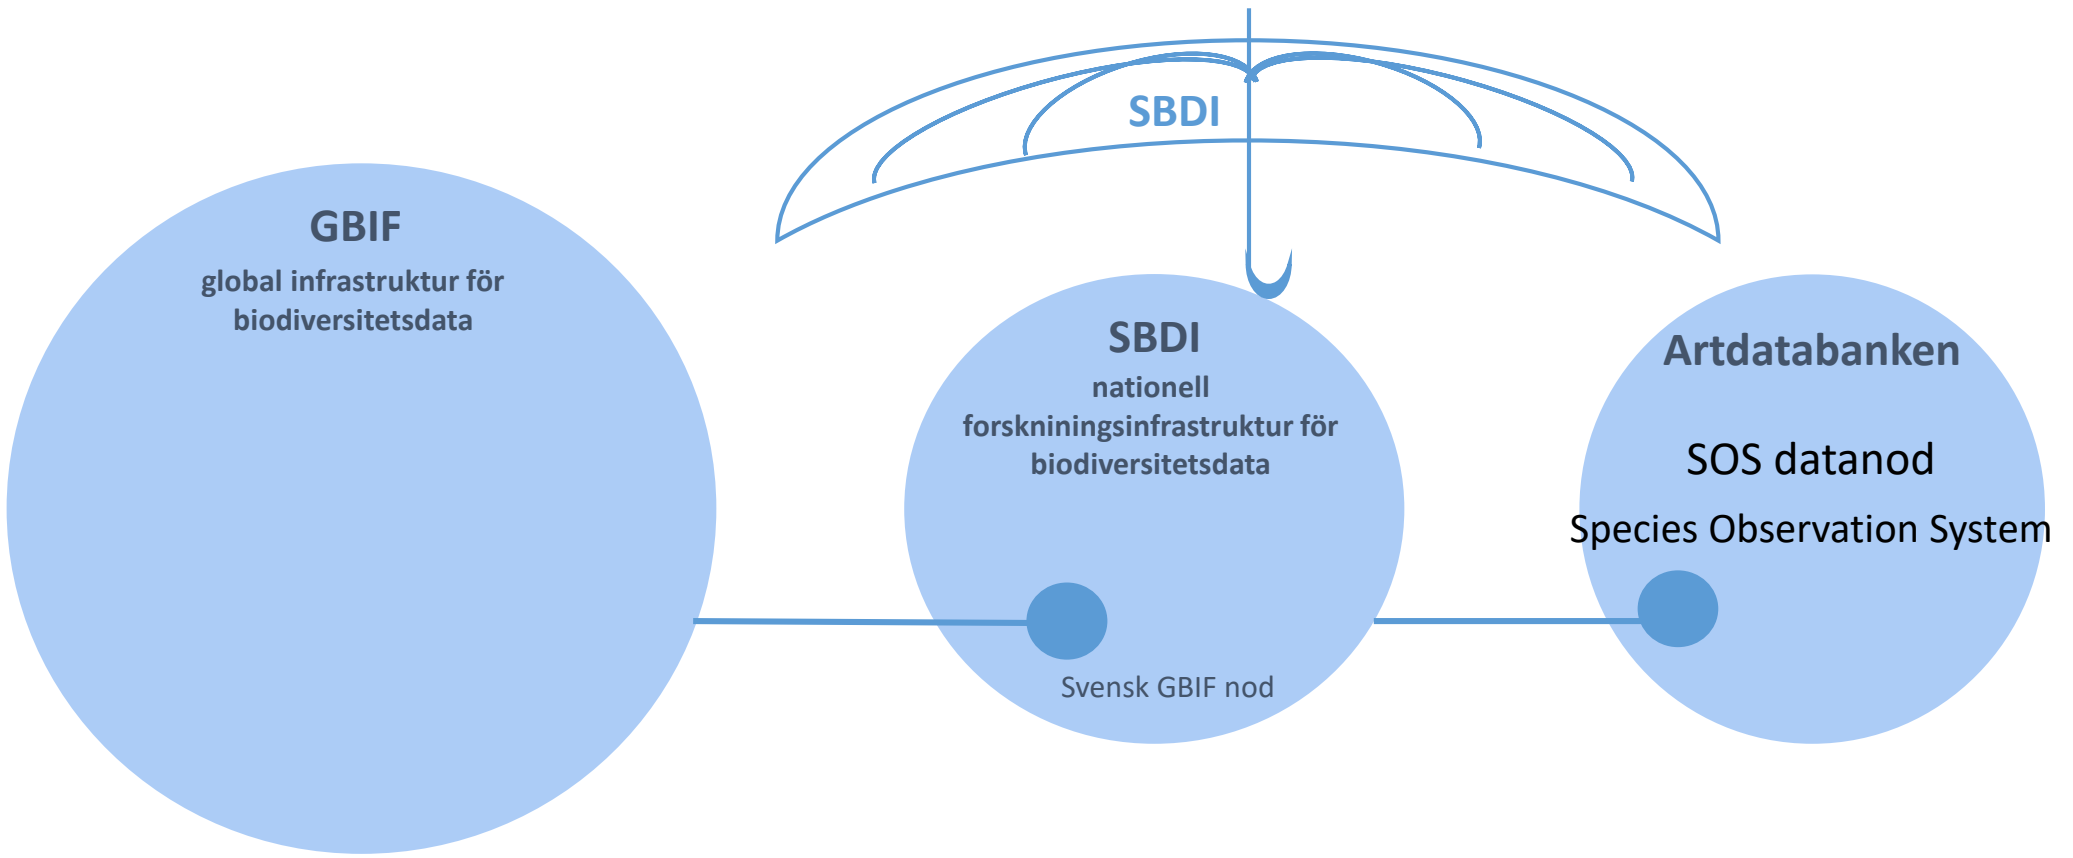 SBDI
GBIF
global infrastruktur för
biodiversitetsdata
SBDI
nationell
forskniningsinfrastruktur för
biodiversitetsdata
Svensk GBIF nod
Artdatabanken
SOS datanod
Species Observation System